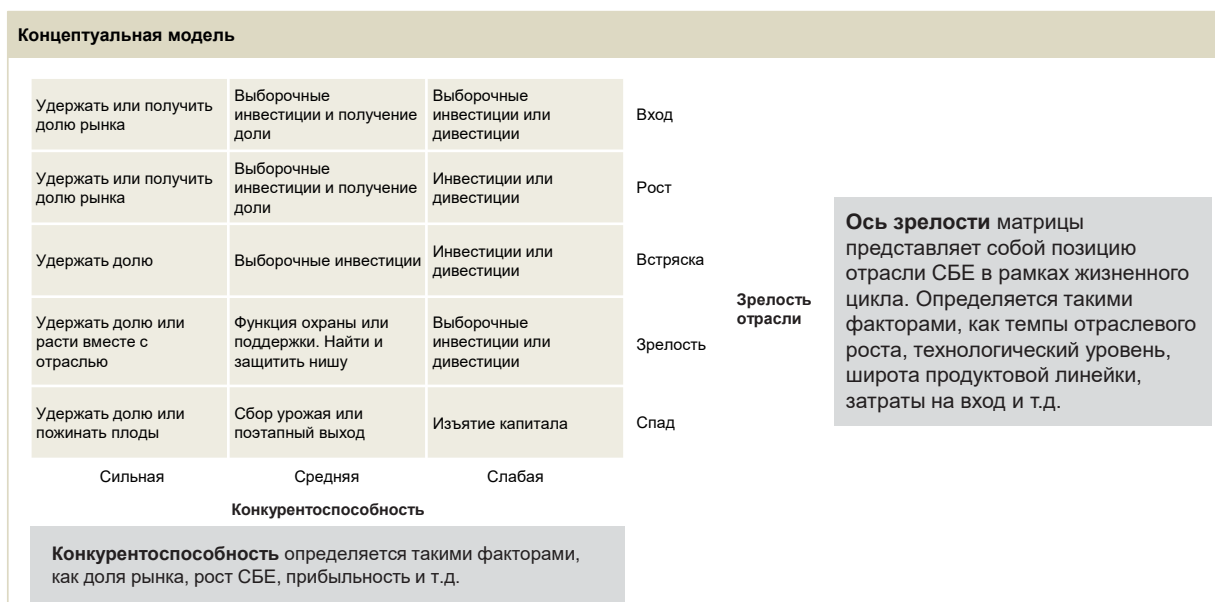 Концептуальная модель
Удержать или получить
долю рынка
Выборочные
инвестиции и получение
доли
Выборочные
инвестиции или
дивестиции
Вход
Удержать или получить
долю рынка
Выборочные
инвестиции и получение
доли
Инвестиции или
дивестиции
Рост
Удержать долю
Выборочные инвестиции
Инвестиции или
дивестиции
Встряска
Удержать долю или
расти вместе с
отраслью
Функция охраны или
поддержки. Найти и
защитить нишу
Выборочные
инвестиции или
дивестиции
Зрелость
Удержать долю или
пожинать плоды
Сбор урожая или
поэтапный выход
Изъятие капитала
Спад
Зрелость
отрасли
Сильная
Средняя
Слабая
Конкурентоспособность
Ось зрелости матрицы
представляет собой позицию
отрасли СБЕ в рамках жизненного
цикла. Определяется такими
факторами, как темпы отраслевого
роста, технологический уровень,
широта продуктовой линейки,
затраты на вход и т.д.
Конкурентоспособность определяется такими факторами,
как доля рынка, рост СБЕ, прибыльность и т.д.